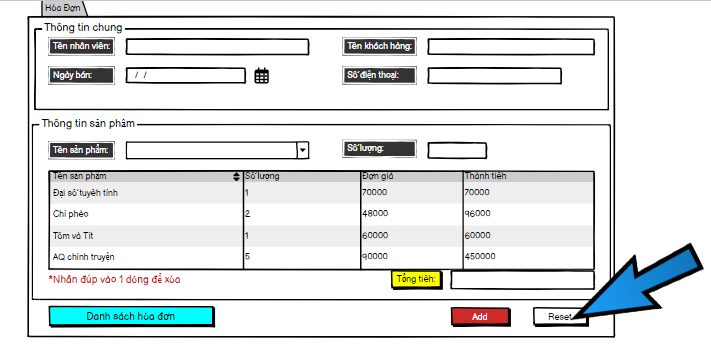 Hóa Đơn
Thông tin chung
Tên nhân viên:
Tên khách hàng:
Ngày bán: / /
Số điện thoại:
Thông tin sản phẩm
Tên sản phẩm:
Số lượng:
Tên sản phẩm Số lượng Đơn giá Thành tiền
Đại số tuyến tính 1 70000 70000
Chí phèo 2 48000 96000
Tôm và Tít 1 60000 60000
AQ chính truyện 5 90000 450000
*Nhấn đúp vào 1 dòng để xóa
Tổng tiền:
Danh sách hóa đơn
Add
Reset